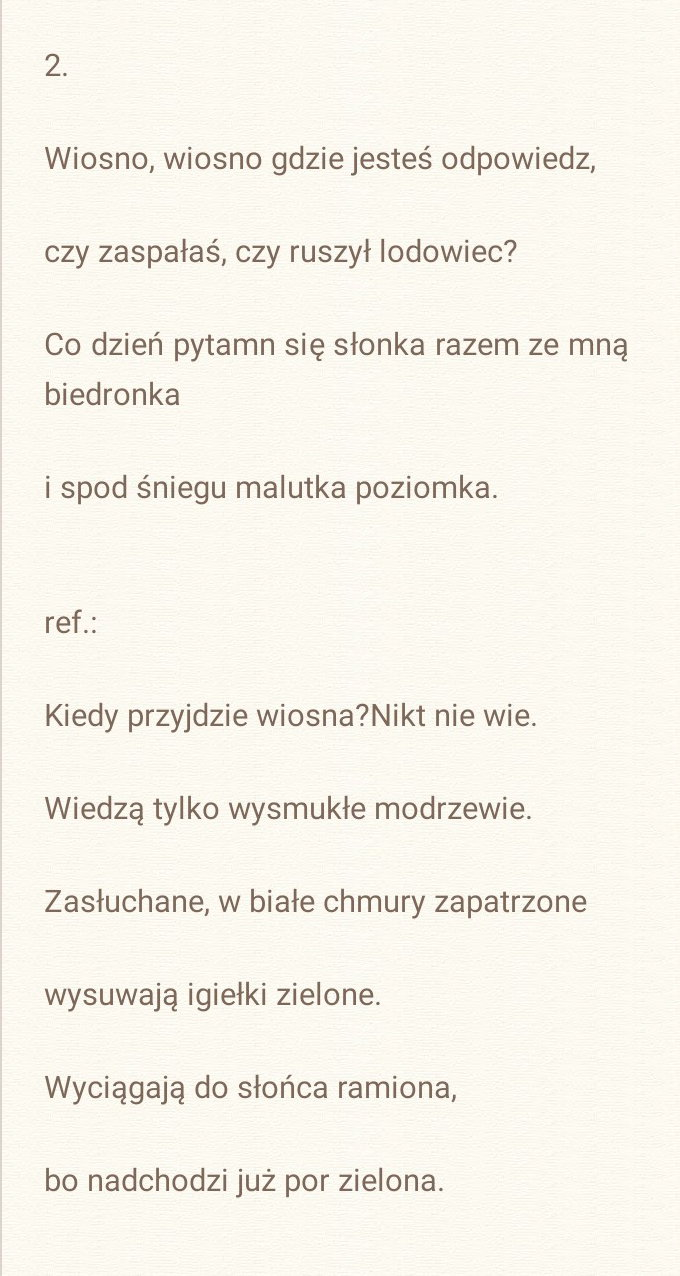 2.
Wiosno, wiosno gdzie jesteś odpowiedz,
czy zaspałaś, czy ruszył lodowiec?
Co dzień pytamn się słonka razem ze mną
biedronka
i spod śniegu malutka poziomka.
ref.:
Kiedy przyjdzie wiosna?Nikt nie wie.
Wiedzą tylko wysmukłe modrzewie.
Zasłuchane, w białe chmury zapatrzone
wysuwają igiełki zielone.
Wyciągają do słońca ramiona,
bo nadchodzi już por zielona.